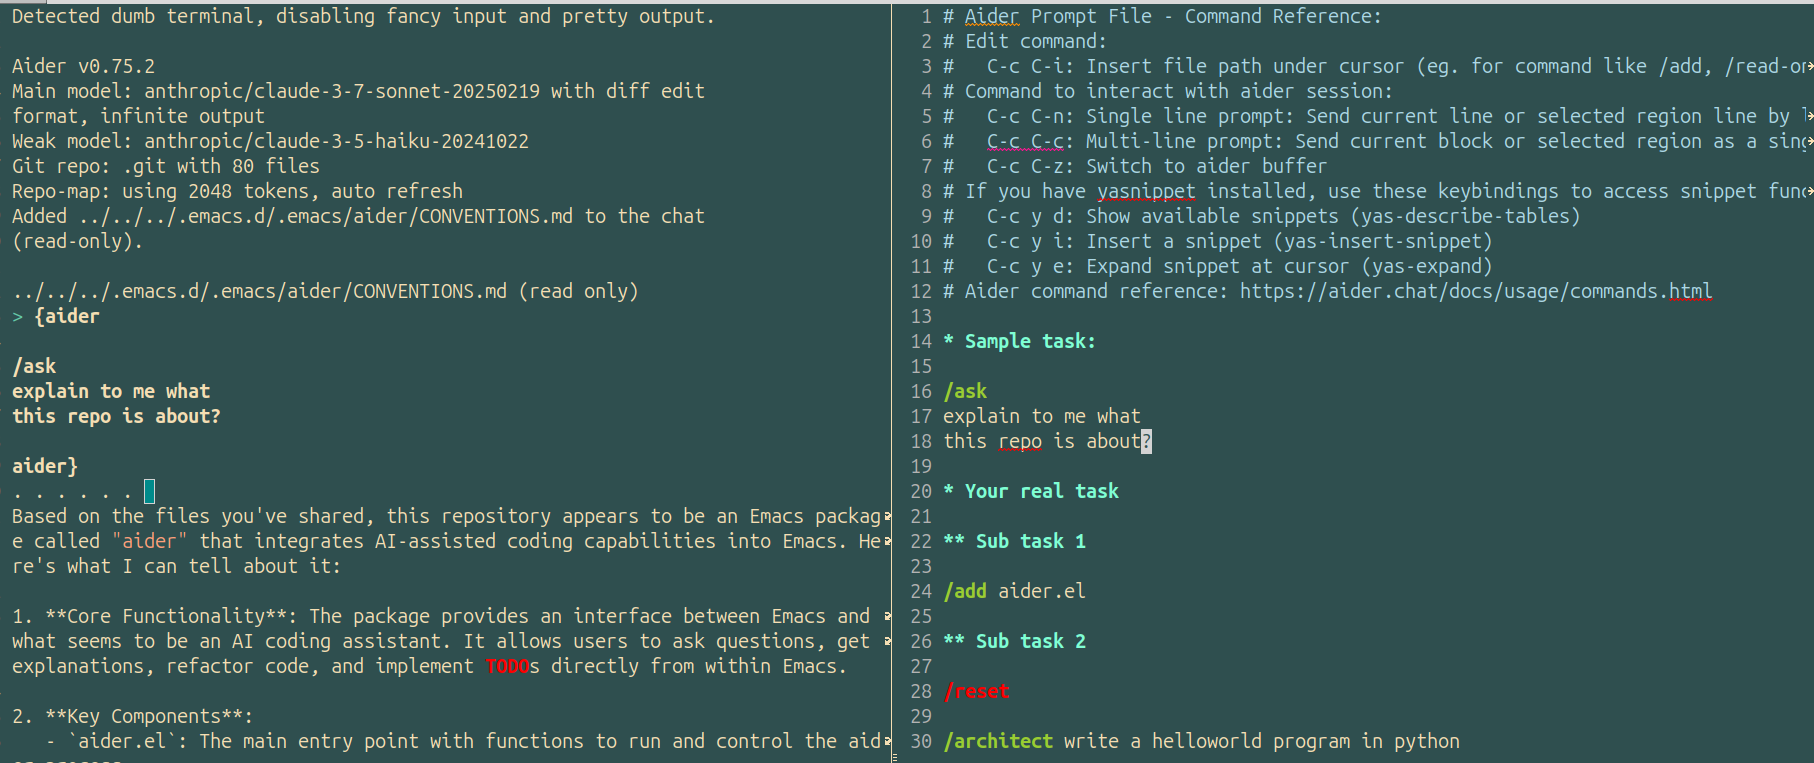 Detected dumb terminal, disabling fancy input and pretty output.
Aider v0.75.2
Main model: anthropic/claude-3-7-sonnet-20250219 with diff edit
format, infinite output
Weak model: anthropic/claude-3-5-haiku-20241022
Git repo: .git with 80 files
Repo-map: using 2048 tokens, auto refresh
Added ../../../.emacs.d/.emacs/aider/CONVENTIONS.md to the chat
(read-only).
../../../.emacs.d/.emacs/aider/CONVENTIONS.md (read only)
> {aider
/ask
explain to me what
this repo is about?
aider}
. . . . . .
Based on the files you've shared, this repository appears to be an Emacs packag
e called "aider" that integrates AI-assisted coding capabilities into Emacs. He
re's what I can tell about it:
1. **Core Functionality**: The package provides an interface between Emacs and
what seems to be an AI coding assistant. It allows users to ask questions, get
explanations, refactor code, and implement TODOs directly from within Emacs.
2. **Key Components**:
- `aider.el`: The main entry point with functions to run and control the aid
1 # Aider Prompt File - Command Reference:
2 # Edit command:
3 #   C-c C-i: Insert file path under cursor (eg. for command like /add, /read-on
4 # Command to interact with aider session:
5 #   C-c C-n: Single line prompt: Send current line or selected region line by l
6 #   C-c C-c: Multi-line prompt: Send current block or selected region as a sing
7 #   C-c C-z: Switch to aider buffer
8 # If you have yasnippet installed, use these keybindings to access snippet func
9 #   C-c y d: Show available snippets (yas-describe-tables)
10 #   C-c y i: Insert a snippet (yas-insert-snippet)
11 #   C-c y e: Expand snippet at cursor (yas-expand)
12 # Aider command reference: https://aider.chat/docs/usage/commands.html
13
14 * Sample task:
15
16 /ask
17 explain to me what
18 this repo is about?
19
20 * Your real task
21
22 ** Sub task 1
23
24 /add aider.el
25
26 ** Sub task 2
27
28 /reset
29
30 /architect write a helloworld program in python